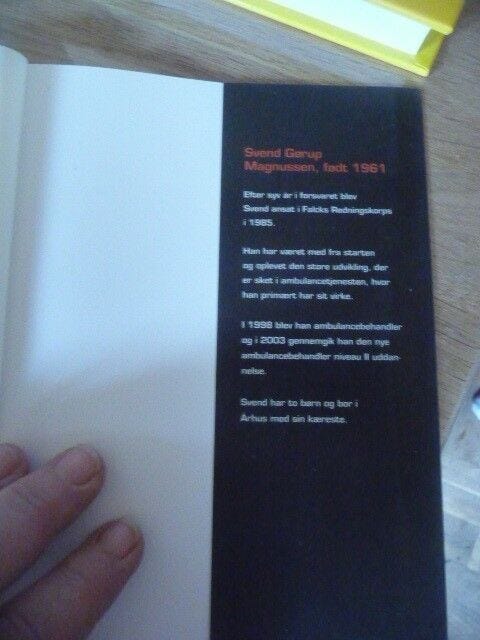 Svend Gørup
Magnussen, født 1961
Efter syv år i forsvaret blev
Svend ansat i Falcks Redningskorps
i 1985.
Han har været med fra starten
og oplevet den store udvikling, der
er sket i ambulancetjenesten, hvor
han primært har sit virke.
I 1998 blev han ambulancebehandler
og i 2003 gennemgik han den nye
ambulancebehandler niveau II uddan-
nelse.
Svend har to børn og bor i
Århus med sin kæreste.